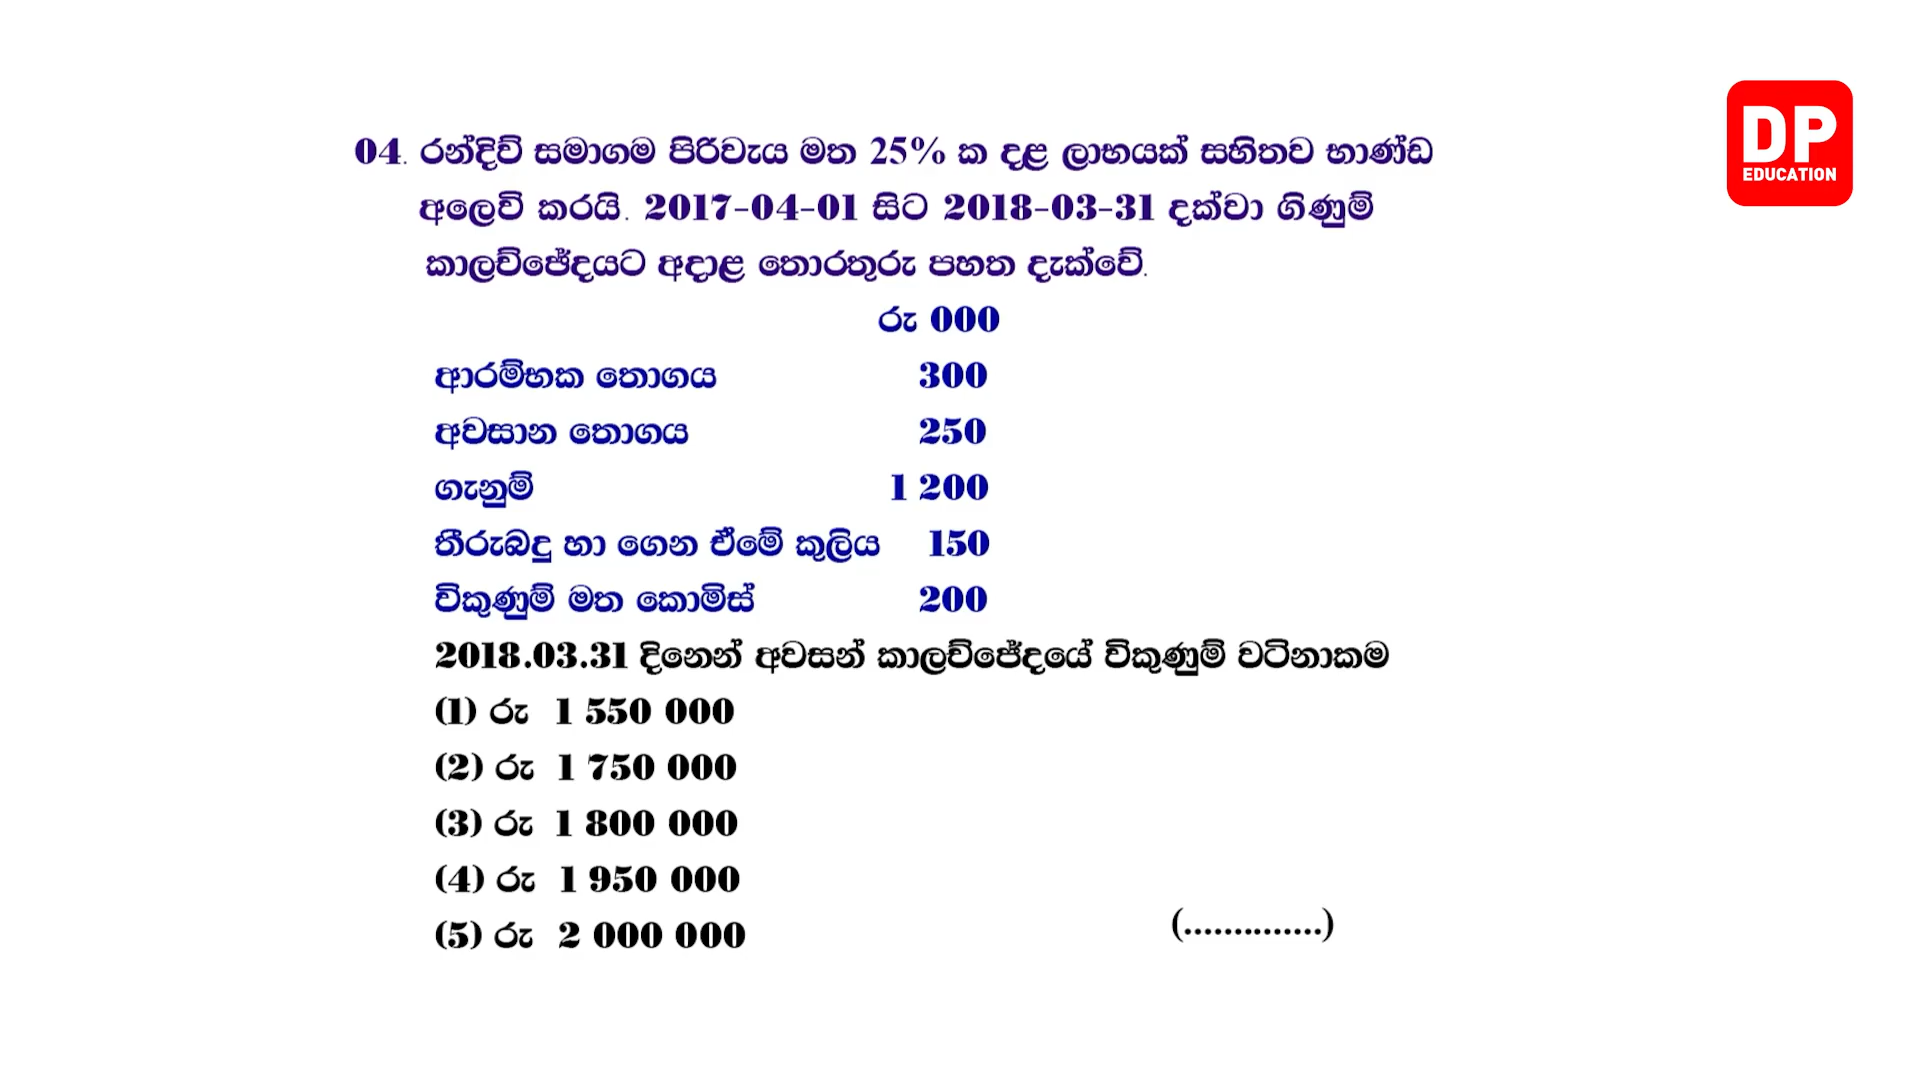 DP
EDUCATION
04. රන්දිව් සමාගම පිරිවැය මත 25% ක දළ ලාභයක් සහිතව භාණ්ඩ
අලෙවි කරයි. 2017-04-01 සිට 2018-03-31 දක්වා ගිණුම්
කාලච්ඡේදයට අදාළ තොරතුරු පහත දැක්වේ.
රු 000
ආරම්භක තොගය 300
අවසාන තොගය 250
ගැනුම් 1 200
තීරුබදු හා ගෙන ඒමේ කුලිය 150
විකුණුම් මත කොමිස් 200
2018.03.31 දිනෙන් අවසන් කාලච්ඡේදයේ විකුණුම් වටිනාකම
(1) රු 1 550 000
(2) රු 1 750 000
(3) රු 1 800 000
(4) රු 1 950 000
(5) රු 2 000 000
(..............)